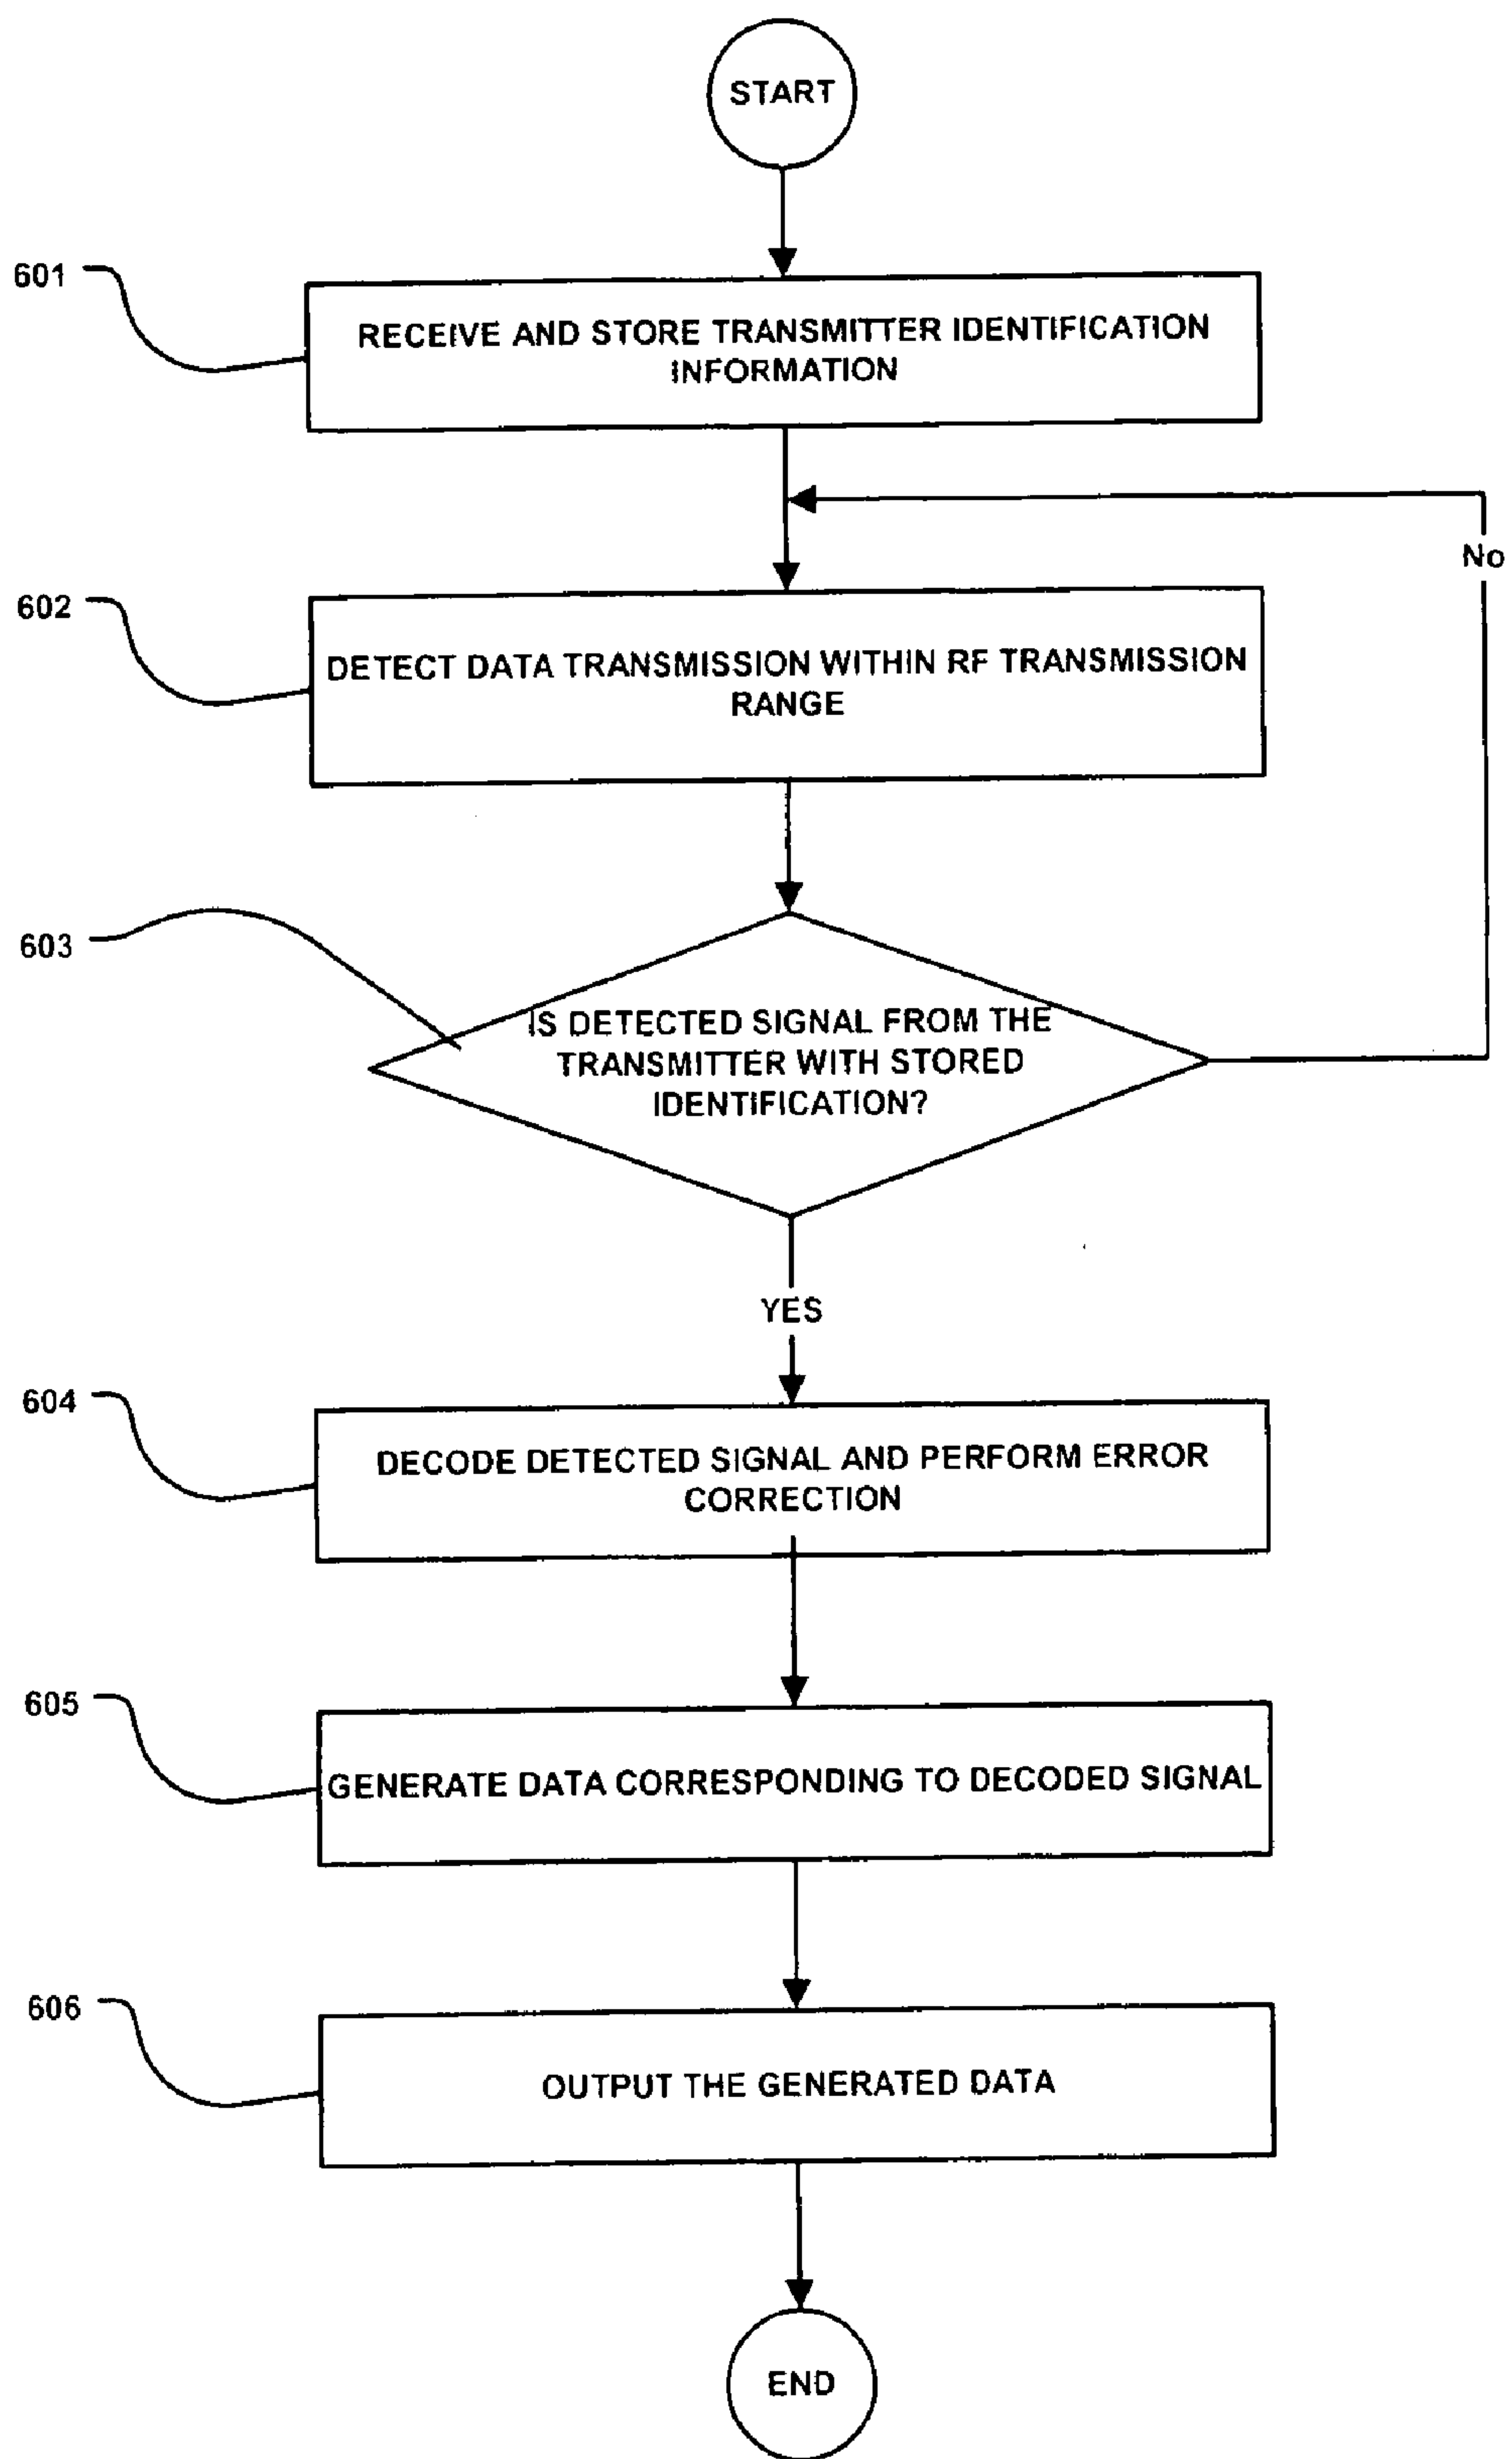 START
601
RECEIVE AND STORE TRANSMITTER IDENTIFICATION
INFORMATION
No
602
DETECT DATA TRANSMISSION WITHIN RF TRANSMISSION
RANGE
603
IS DETECTED SIGNAL FROM THE
TRANSMITTER WITH STORED
IDENTIFICATION?
YES
604
DECODE DETECTED SIGNAL AND PERFORM ERROR
CORRECTION
605
GENERATE DATA CORRESPONDING TO DECODED SIGNAL
606
OUTPUT THE GENERATED DATA
END